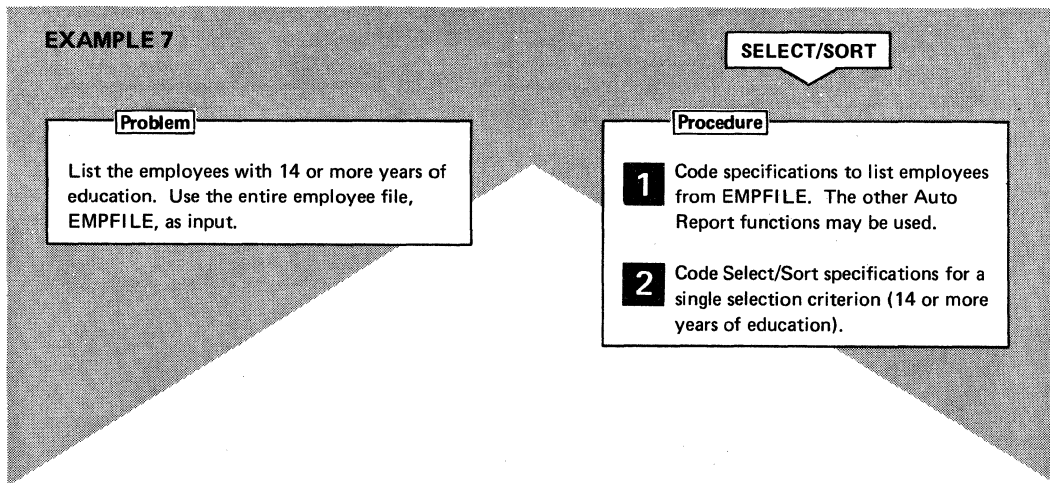 EXAMPLE 7
SELECT/SORT
Problem
List the employees with 14 or more years of
education. Use the entire employee file,
EMPFILE, as input.
Procedure
1 Code specifications to list employees
from EMPFILE. The other Auto
Report functions may be used.
2 Code Select/Sort specifications for a
single selection criterion (14 or more
years of education).